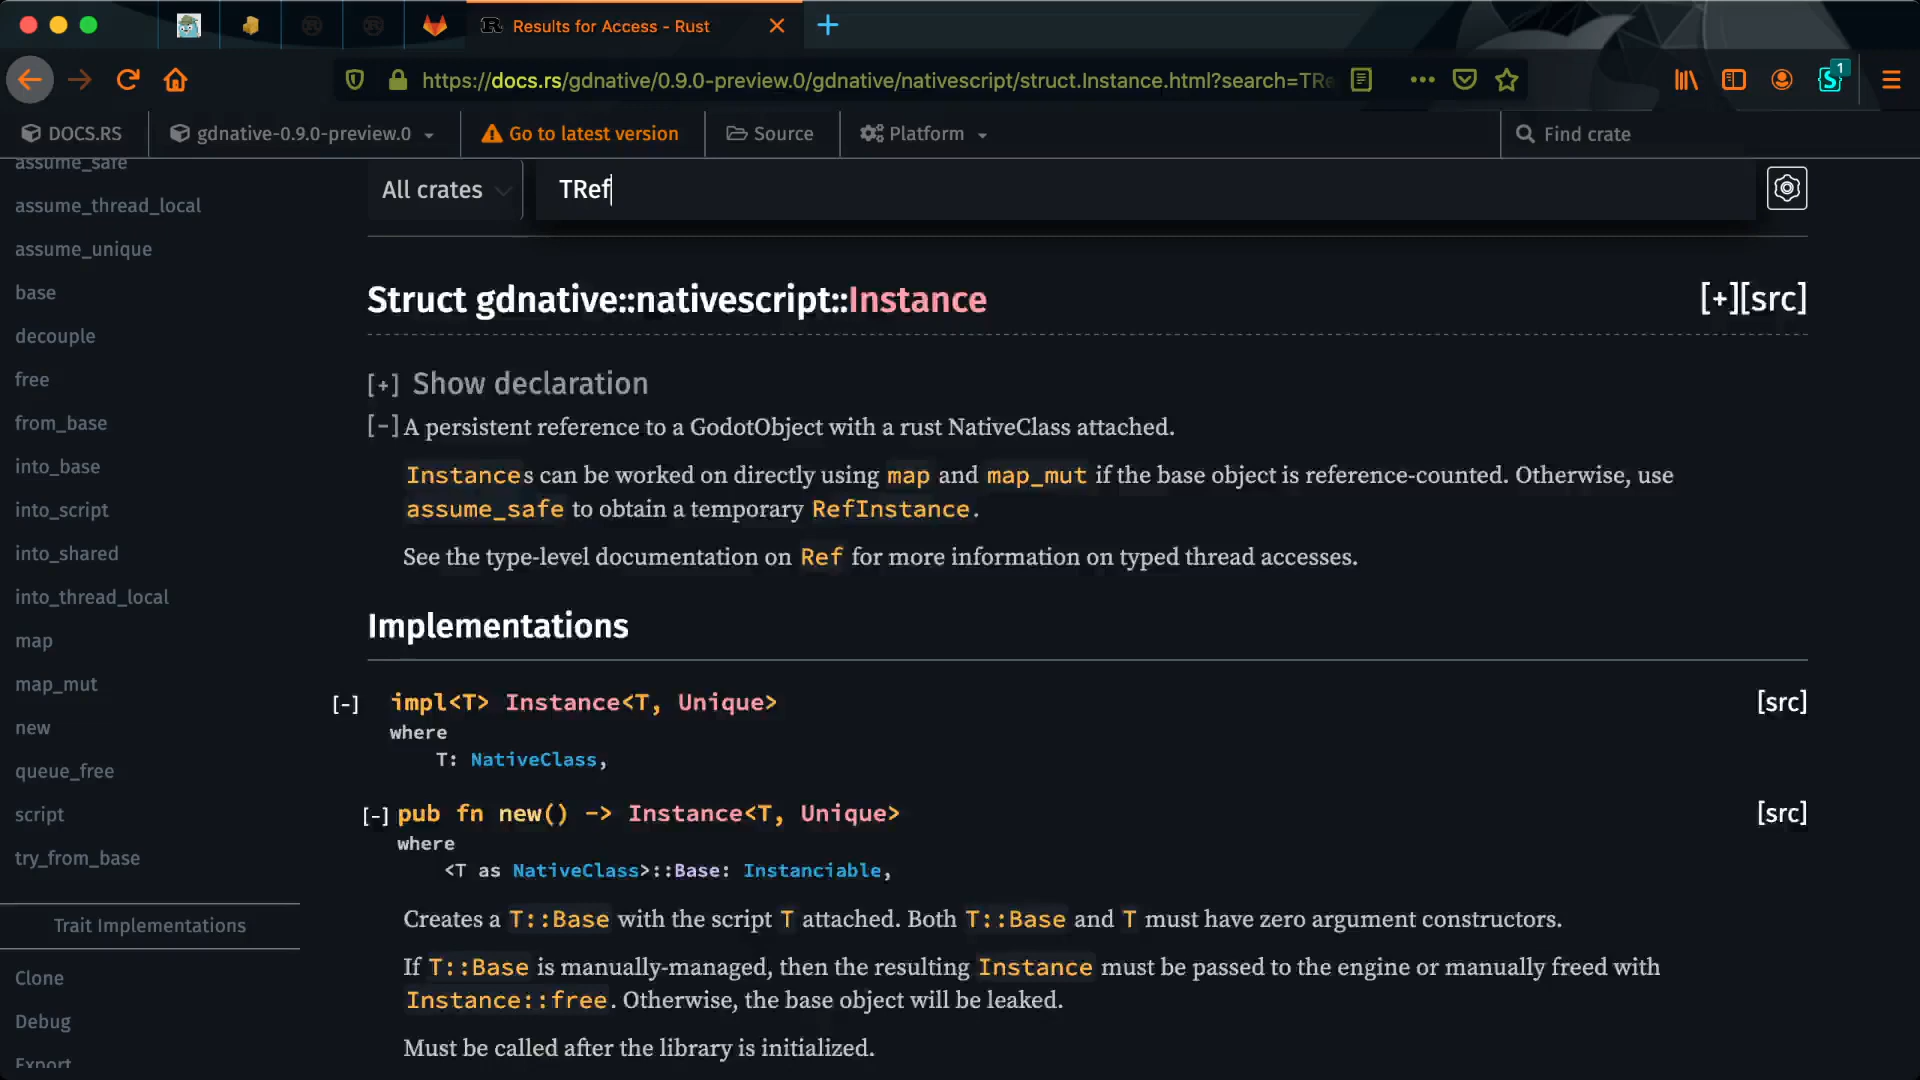 Results for Access - Rust
https://docs.rs/gdnative/0.9.0-preview.0/gdnative/nativescript/struct.Instance.html?search=TRe
1
DOCS.RS
gdnative-0.9.0-preview.0
Go to latest version
Source
Platform
Find crate
assume_safe
assume_thread_local
assume_unique
base
decouple
free
from_base
into_base
into_script
into_shared
into_thread_local
map
map_mut
new
queue_free
script
try_from_base
Trait Implementations
Clone
Debug
Export
All crates
TRef
Struct gdnative::nativescript::Instance
[+][src]
[+] Show declaration
[-] A persistent reference to a GodotObject with a rust NativeClass attached.
Instances can be worked on directly using map and map_mut if the base object is reference-counted. Otherwise, use
assume_safe to obtain a temporary RefInstance.
See the type-level documentation on Ref for more information on typed thread accesses.
Implementations
[-] impl<T> Instance<T, Unique>
[src]
where
T: NativeClass,
[-] pub fn new() -> Instance<T, Unique>
[src]
where
<T as NativeClass>::Base: Instanciable,
Creates a T::Base with the script T attached. Both T::Base and T must have zero argument constructors.
If T::Base is manually-managed, then the resulting Instance must be passed to the engine or manually freed with
Instance::free. Otherwise, the base object will be leaked.
Must be called after the library is initialized.